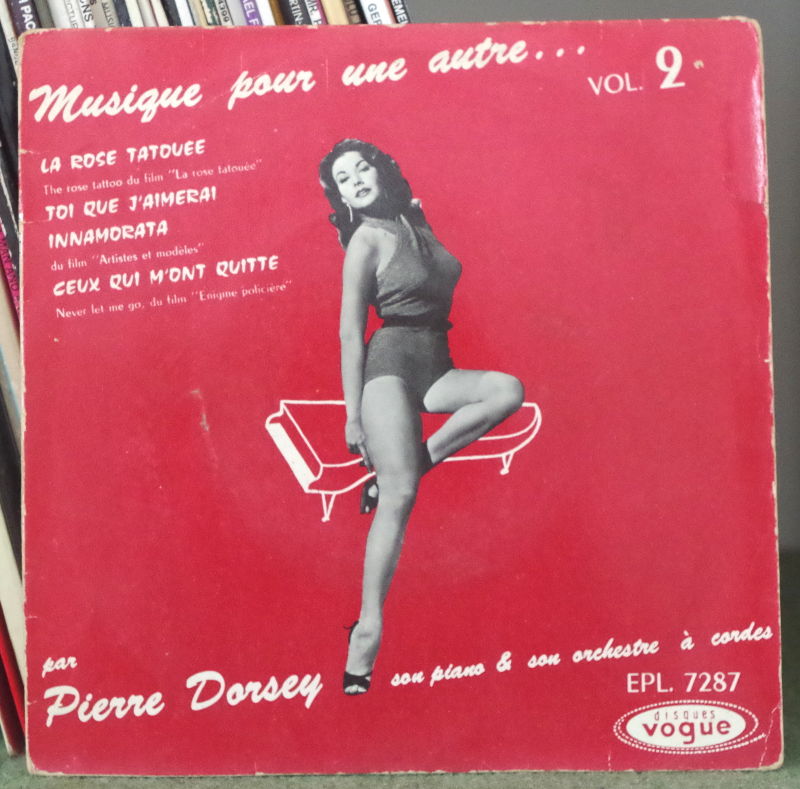 Musique pour une autre...
VOL. 2
LA ROSE TATOUEE
The rose tattoo du film "La rose tatouée"
TOI QUE J'AIMERAI
INNAMORATA
du film "Artistes et modèles"
CEUX QUI M'ONT QUITTE
Never let me go, du film "Enigme policière"
par
Pierre Dorsey son piano & son orchestre à cordes
EPL. 7287
disques
vogue